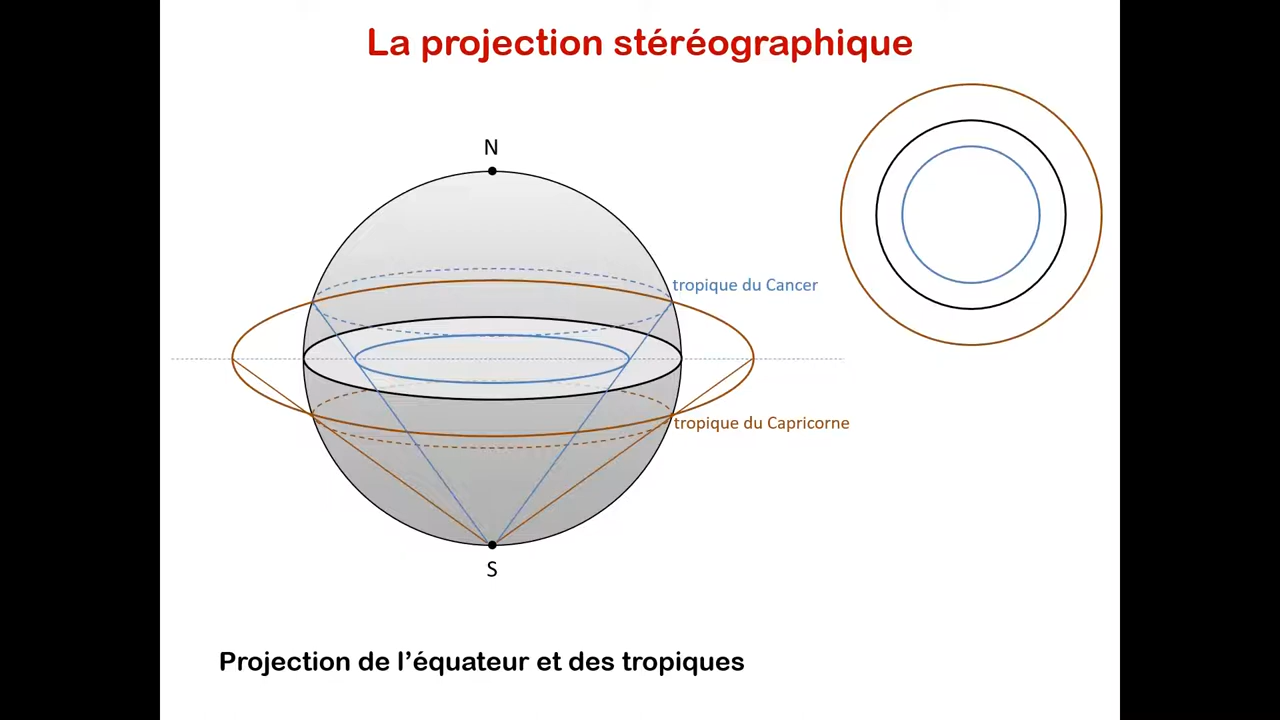 La projection stéréographique
N
tropique du Cancer
tropique du Capricorne
S
Projection de l’équateur et des tropiques